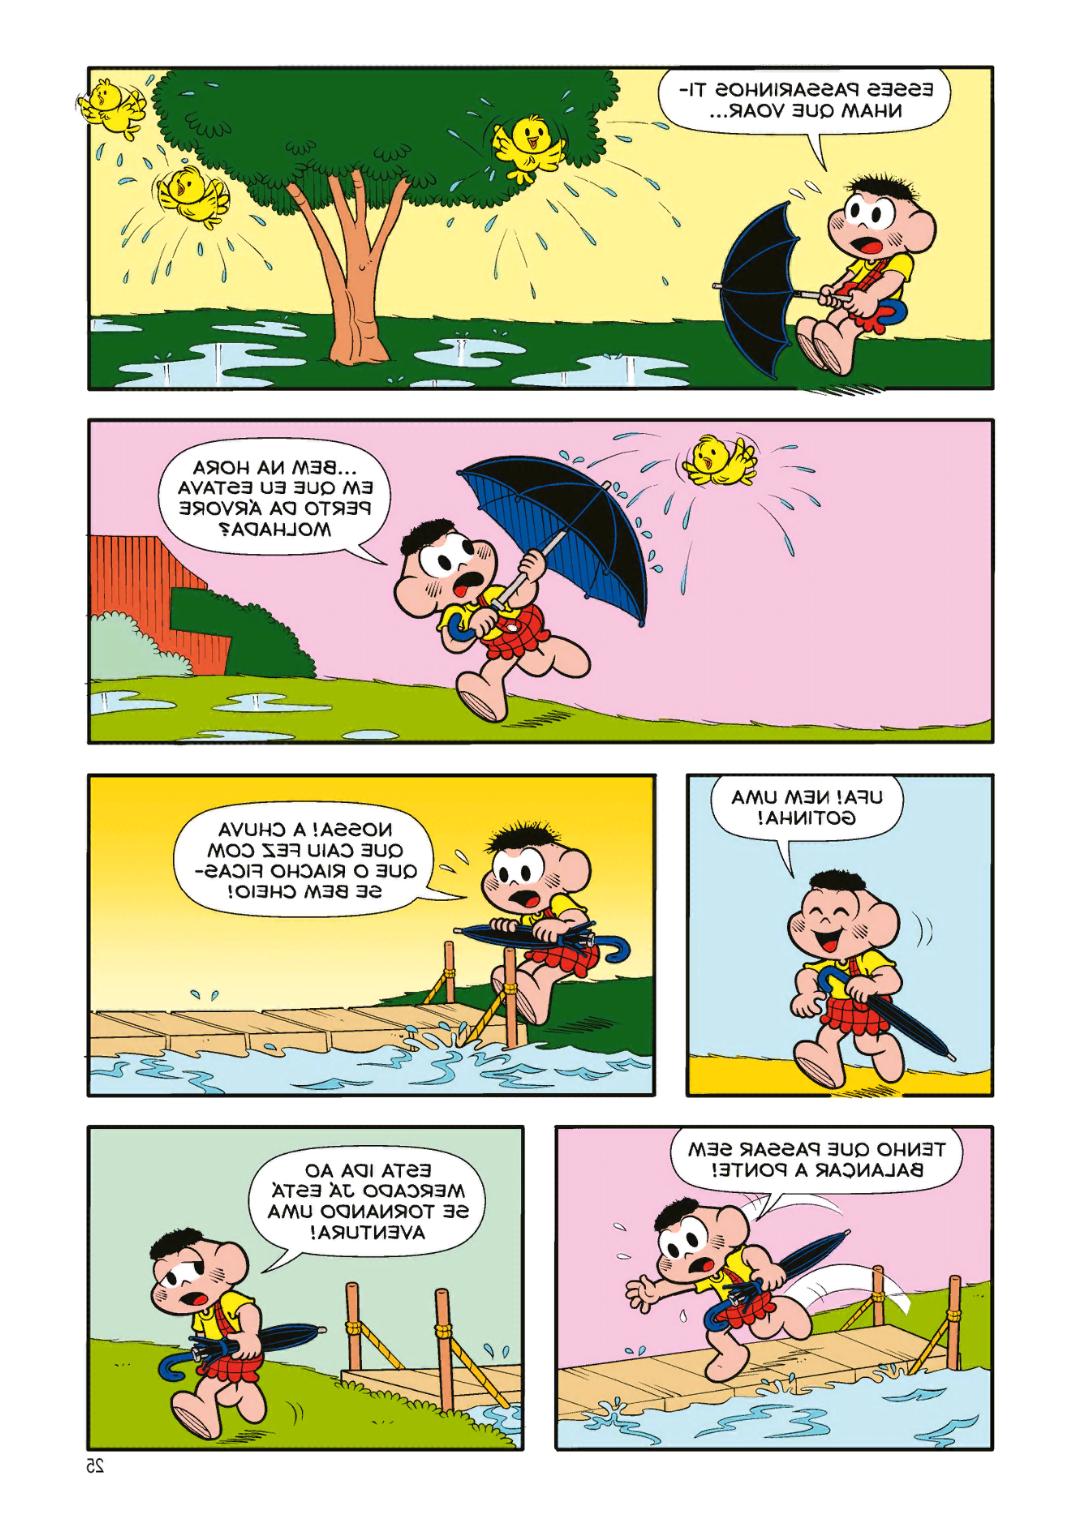 ESSES PASSARINHOS TI-
NHAM QUE VOAR...
...BEM NA HORA
EM QUE EU ESTAVA
PERTO DA ÁRVORE
MOLHADA?
UFA! NEM UMA
GOTINHA!
NOSSA! A CHUVA
QUE CAIU FEZ COM
QUE O RIACHO FICAS-
SE BEM CHEIO!
TENHO QUE PASSAR SEM
BALANÇAR A PONTE!
ESTA IDA AO
MERCADO JÁ ESTÁ
SE TORNANDO UMA
AVENTURA!
25